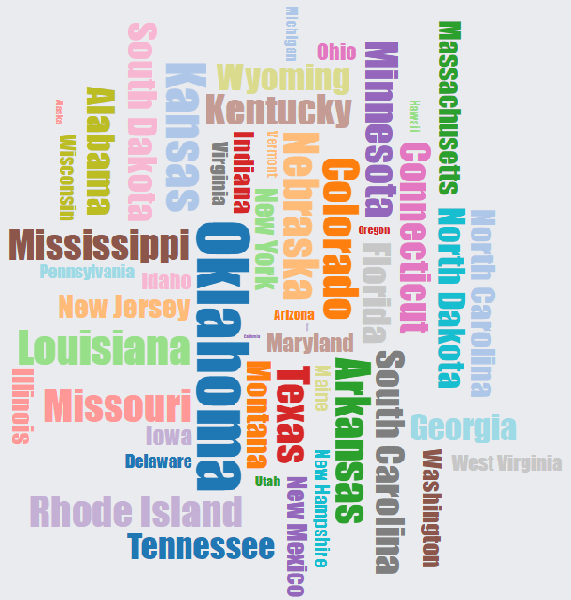 Michigan
Ohio
South Dakota
Massachusetts
Minnesota
Wyoming
Kansas
Alabama
Kentucky
Alaska
Hawaii
Wisconsin
Virginia
Indiana
Vermont
Nebraska
Colorado
Connecticut
New York
Mississippi
Oklahoma
Oregon
North Dakota
North Carolina
Florida
Pennsylvania
Idaho
New Jersey
Arizona
Louisiana
California
Maryland
Illinois
Missouri
Montana
Texas
Maine
Arkansas
South Carolina
Georgia
Iowa
Delaware
Utah
New Hampshire
Washington
West Virginia
New Mexico
Rhode Island
Tennessee